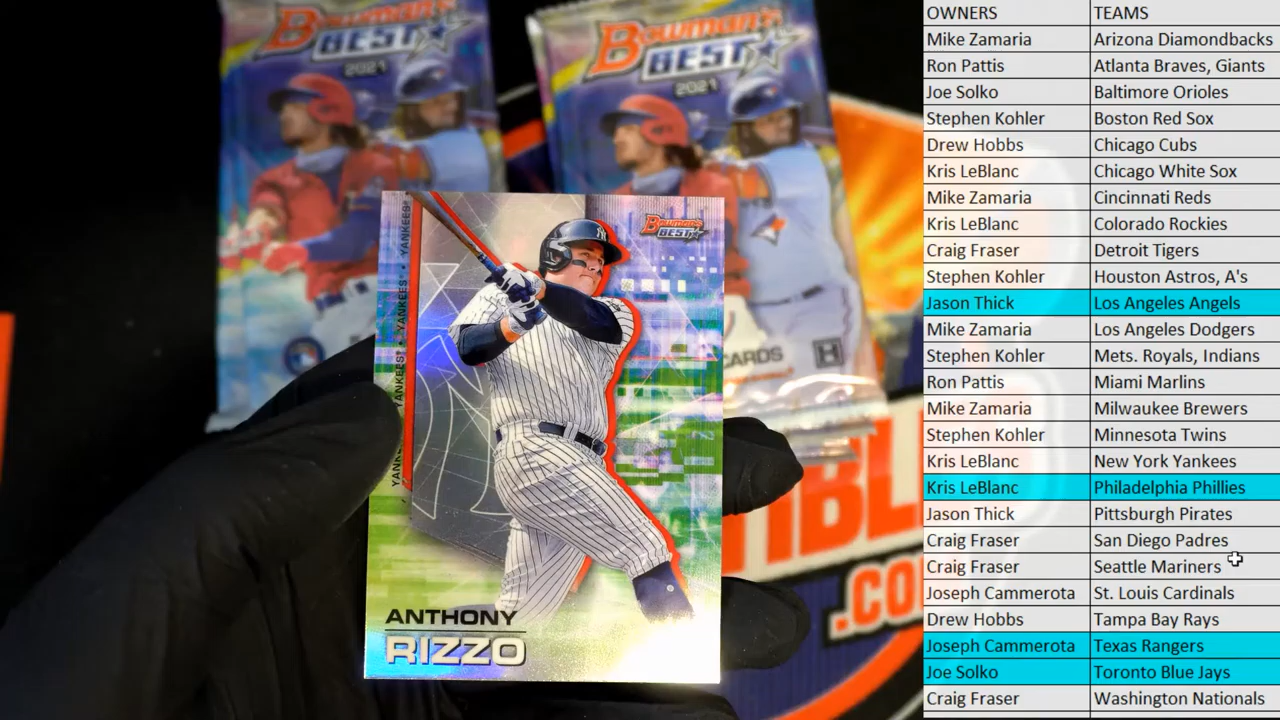 BOWMAN'S
BEST
2021
BOWMAN'S
BEST
2021
CARDS
YANKEES • YANKEES • YANKEES • YANKEES
BOWMAN'S
BEST
ANTHONY
RIZZO
.COM
OWNERS TEAMS
Mike Zamaria Arizona Diamondbacks
Ron Pattis Atlanta Braves, Giants
Joe Solko Baltimore Orioles
Stephen Kohler Boston Red Sox
Drew Hobbs Chicago Cubs
Kris LeBlanc Chicago White Sox
Mike Zamaria Cincinnati Reds
Kris LeBlanc Colorado Rockies
Craig Fraser Detroit Tigers
Stephen Kohler Houston Astros, A's
Jason Thick Los Angeles Angels
Mike Zamaria Los Angeles Dodgers
Stephen Kohler Mets. Royals, Indians
Ron Pattis Miami Marlins
Mike Zamaria Milwaukee Brewers
Stephen Kohler Minnesota Twins
Kris LeBlanc New York Yankees
Kris LeBlanc Philadelphia Phillies
Jason Thick Pittsburgh Pirates
Craig Fraser San Diego Padres
Craig Fraser Seattle Mariners
Joseph Cammerota St. Louis Cardinals
Drew Hobbs Tampa Bay Rays
Joseph Cammerota Texas Rangers
Joe Solko Toronto Blue Jays
Craig Fraser Washington Nationals